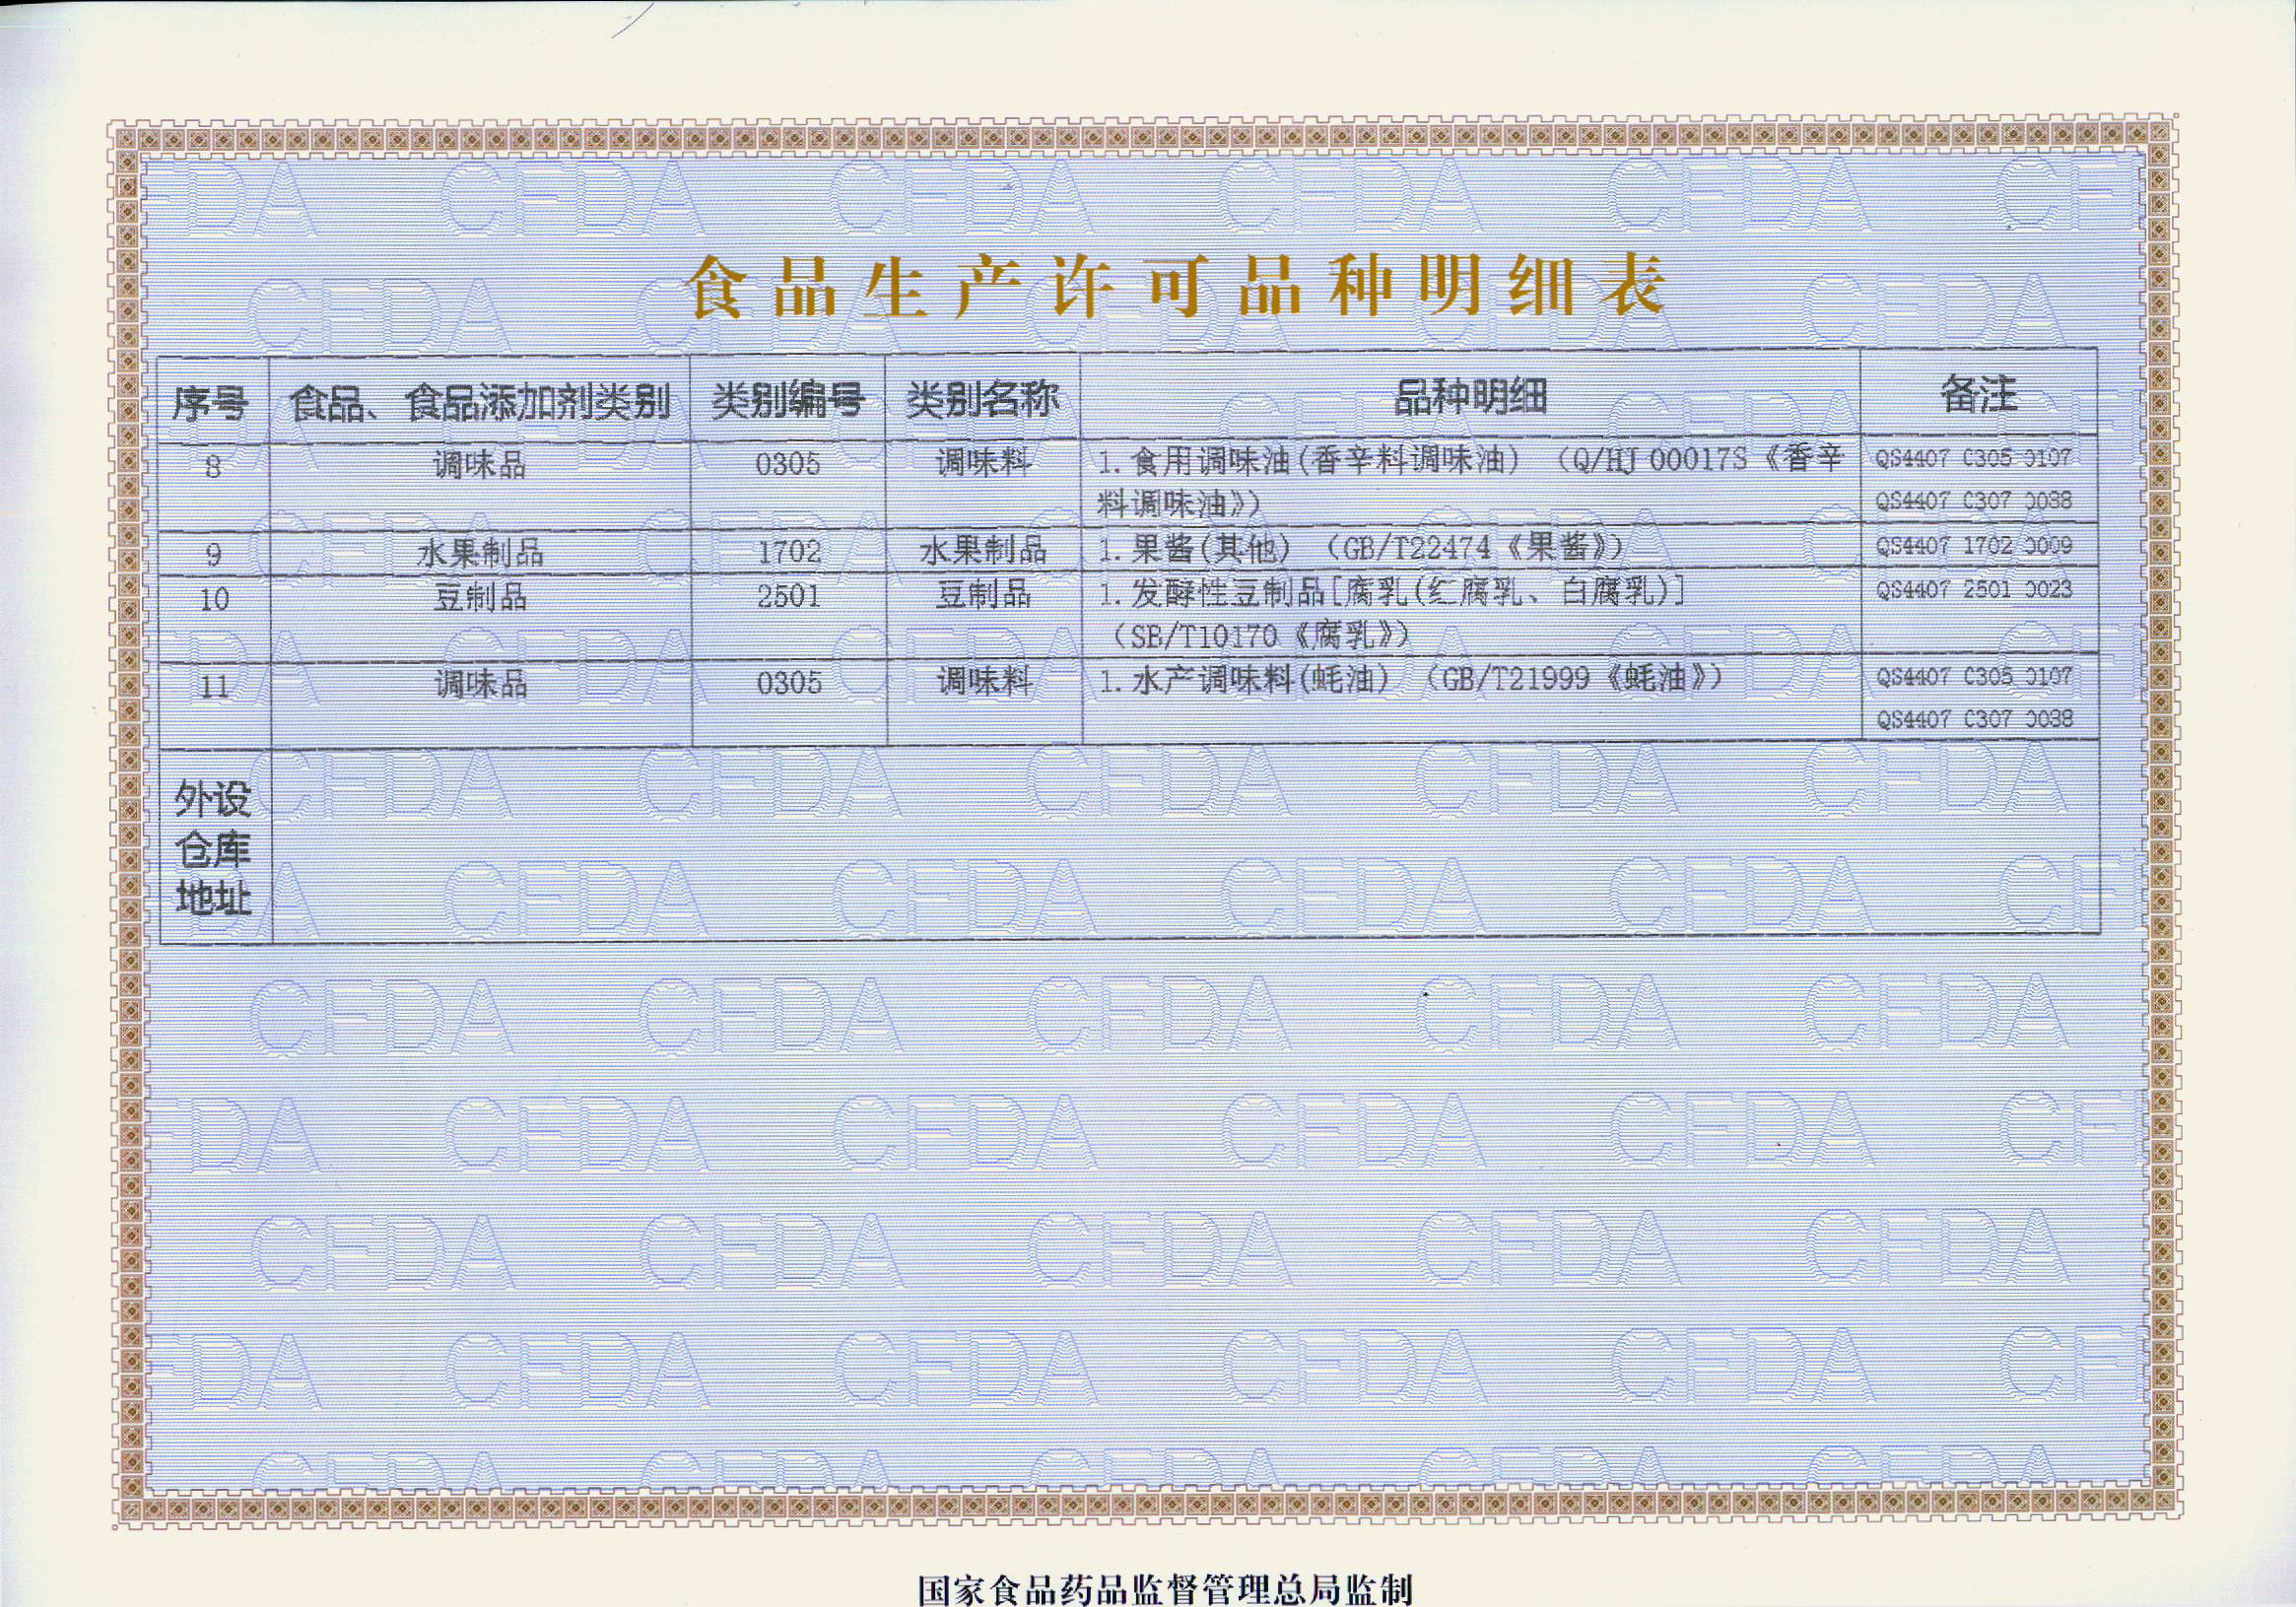 食品生产许可品种明细表
序号 食品、食品添加剂类别 类别编号 类别名称 品种明细 备注
8 调味品 0305 调味料 1.食用调味油(香辛料调味油)（Q/HJ 00017S《香辛 QS4407 0305 0107
料调味油》） QS4407 0307 0038
9 水果制品 1702 水果制品 1.果酱(其他)（GB/T22474《果酱》） QS4407 1702 0009
10 豆制品 2501 豆制品 1.发酵性豆制品[腐乳(红腐乳、白腐乳)] QS4407 2501 0023
（SB/T10170《腐乳》）
11 调味品 0305 调味料 1.水产调味料(蚝油)（GB/T21999《蚝油》） QS4407 0305 0107
QS4407 0307 0038
外设
仓库
地址
国家食品药品监督管理总局监制